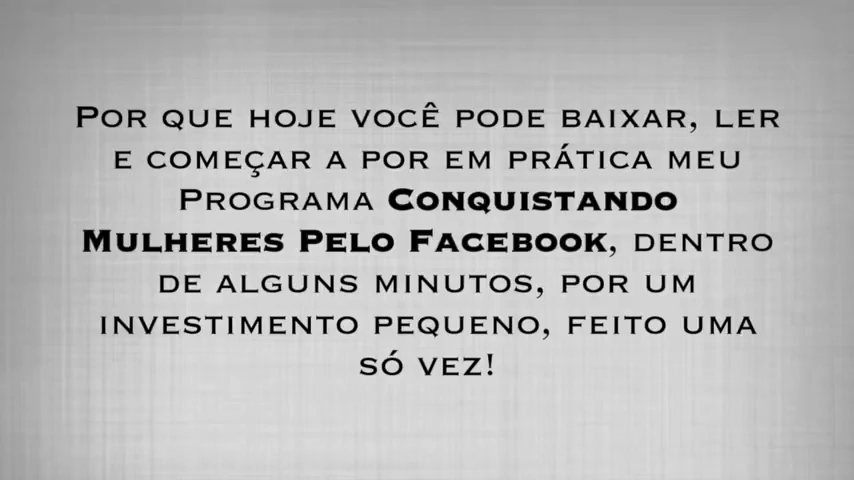 Por que hoje você pode baixar, ler
e começar a por em prática meu
Programa Conquistando
Mulheres Pelo Facebook, dentro
de alguns minutos, por um
investimento pequeno, feito uma
só vez!